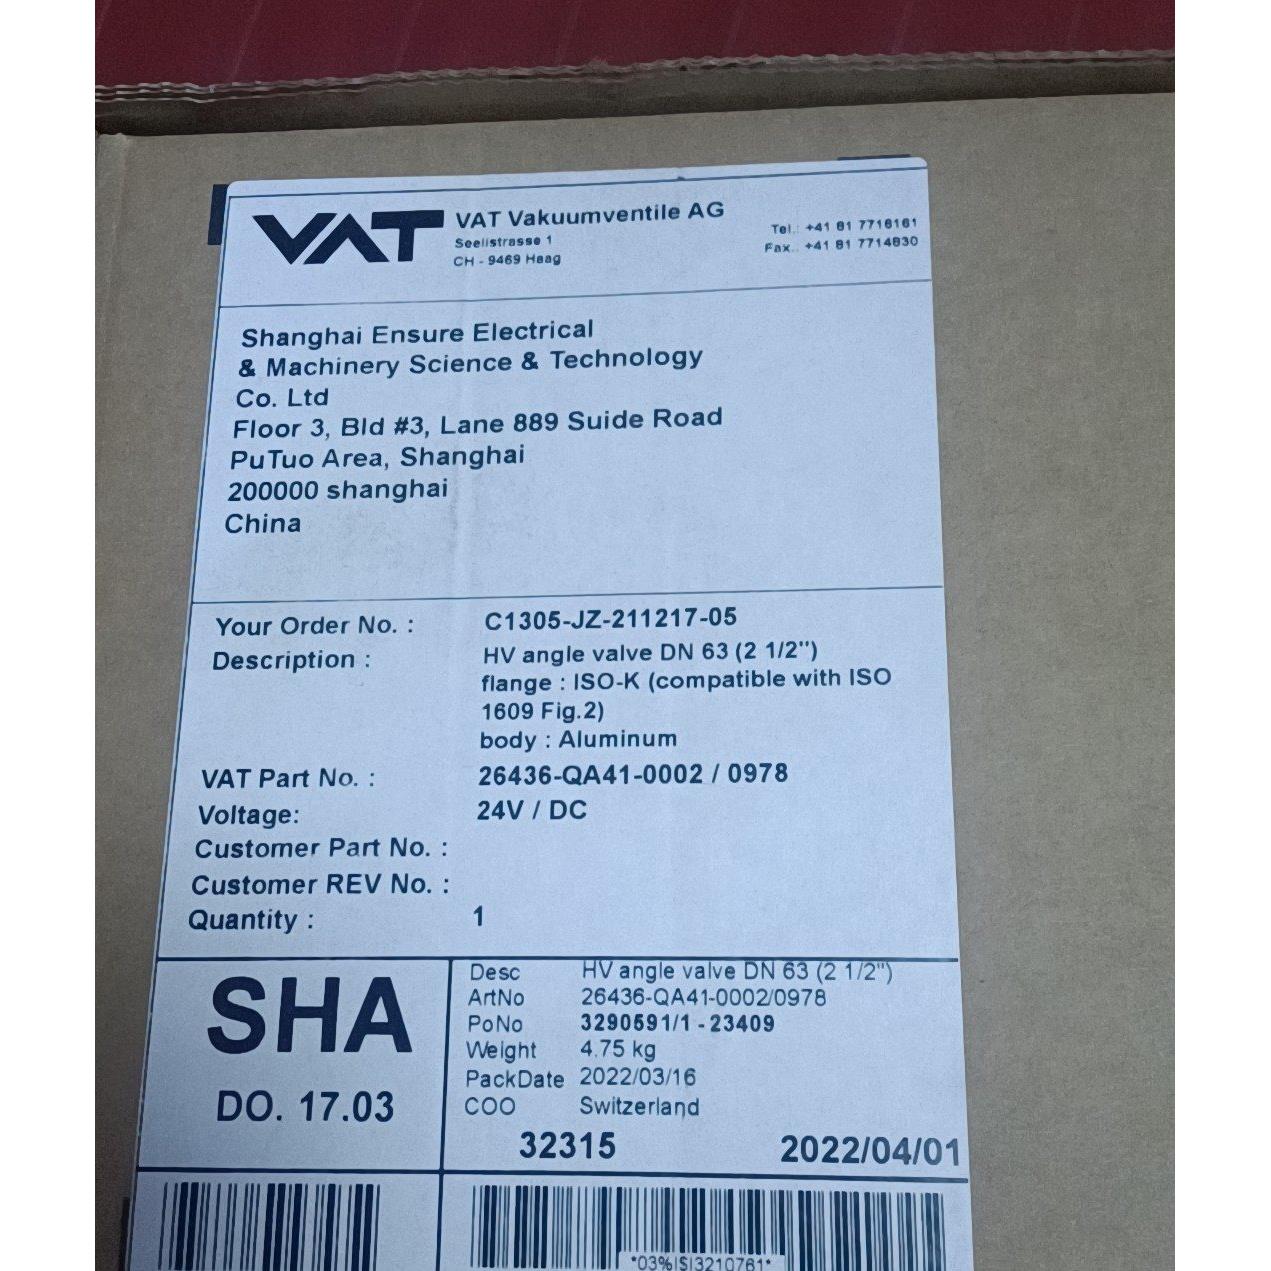 VAT
VAT Vakuumventile AG
Seelistrasse 1
CH - 9469 Haag
Tel.: +41 81 7716161
Fax.: +41 81 7714830
Shanghai Ensure Electrical
& Machinery Science & Technology
Co. Ltd
Floor 3, Bld #3, Lane 889 Suide Road
PuTuo Area, Shanghai
200000 shanghai
China
Your Order No. : C1305-JZ-211217-05
Description : HV angle valve DN 63 (2 1/2")
flange : ISO-K (compatible with ISO
1609 Fig.2)
body : Aluminum
VAT Part No. : 26436-QA41-0002 / 0978
Voltage: 24V / DC
Customer Part No. :
Customer REV No. :
Quantity : 1
SHA
DO. 17.03
Desc HV angle valve DN 63 (2 1/2")
ArtNo 26436-QA41-0002/0978
PoNo 3290591/1 - 23409
Weight 4.75 kg
PackDate 2022/03/16
COO Switzerland
32315 2022/04/01
*03%|S|3210761*